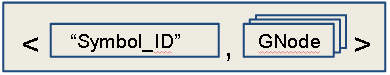 < “Symbol_ID” , GNode >